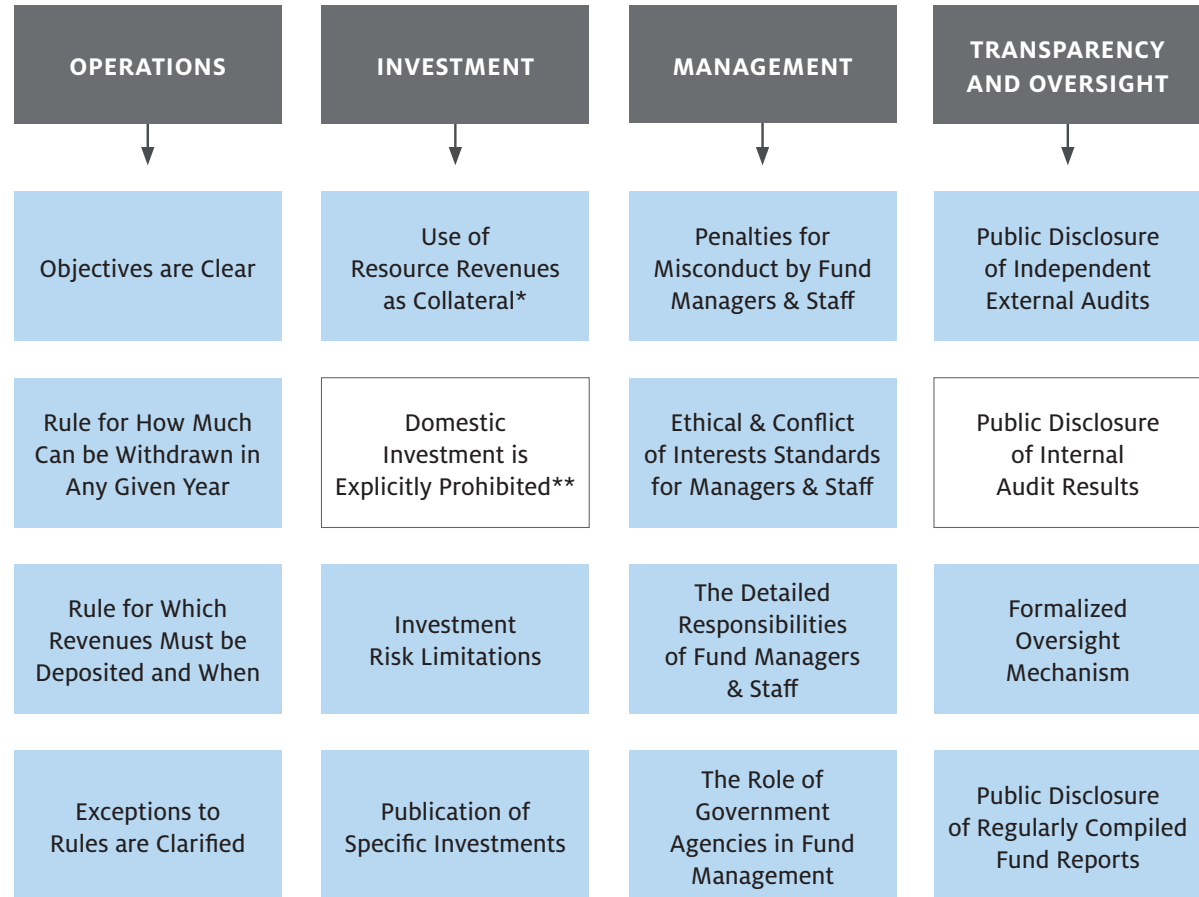 OPERATIONS
INVESTMENT
MANAGEMENT
TRANSPARENCY
AND OVERSIGHT
Objectives are Clear
Use of
Resource Revenues
as Collateral*
Penalties for
Misconduct by Fund
Managers & Staff
Public Disclosure
of Independent
External Audits
Rule for How Much
Can be Withdrawn in
Any Given Year
Domestic
Investment is
Explicitly Prohibited**
Ethical & Conflict
of Interests Standards
for Managers & Staff
Public Disclosure
of Internal
Audit Results
Rule for Which
Revenues Must be
Deposited and When
Investment
Risk Limitations
The Detailed
Responsibilities
of Fund Managers
& Staff
Formalized
Oversight
Mechanism
Exceptions to
Rules are Clarified
Publication of
Specific Investments
The Role of
Government
Agencies in Fund
Management
Public Disclosure
of Regularly Compiled
Fund Reports